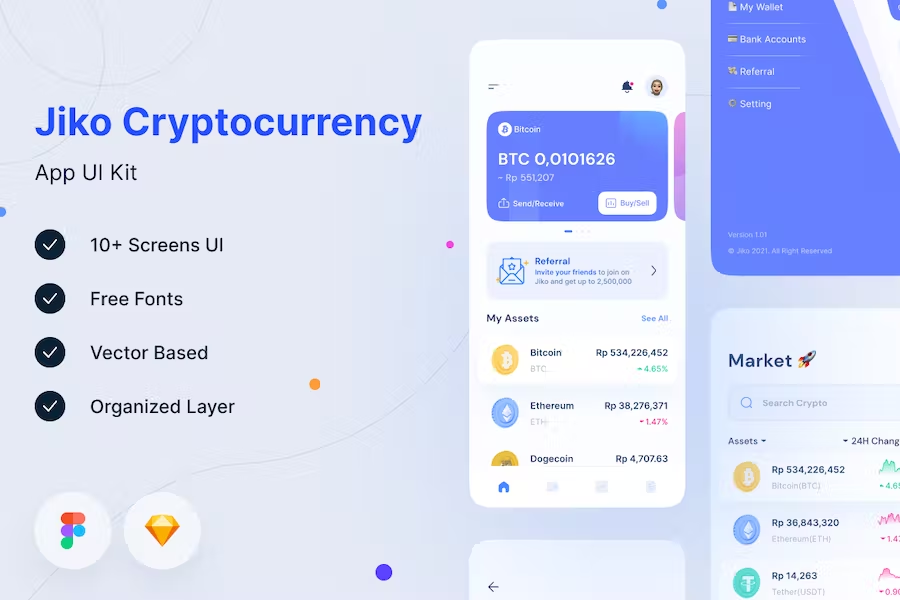 Jiko Cryptocurrency
App UI Kit
10+ Screens UI
Free Fonts
Vector Based
Organized Layer
Bitcoin
BTC 0,0101626
~ Rp 551,207
Send/Receive
Buy/Sell
Referral
Invite your friends to join on
Jiko and get up to 2,500,000
My Assets
See All
Bitcoin
Rp 534,226,452
BTC
4.65%
Ethereum
Rp 38,276,371
ETH
1.47%
Dogecoin
Rp 4,707.63
My Wallet
Bank Accounts
Referral
Setting
Version 1.01
© Jiko 2021. All Right Reserved
Market 🚀
Search Crypto
Assets
24H Chang
Rp 534,226,452
Bitcoin(BTC)
4.65
Rp 36,843,320
Ethereum(ETH)
1.47
Rp 14,263
Tether(USDT)
0.90